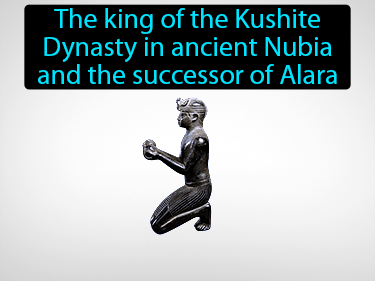 The king of the Kushite
Dynasty in ancient Nubia
and the successor of Alara